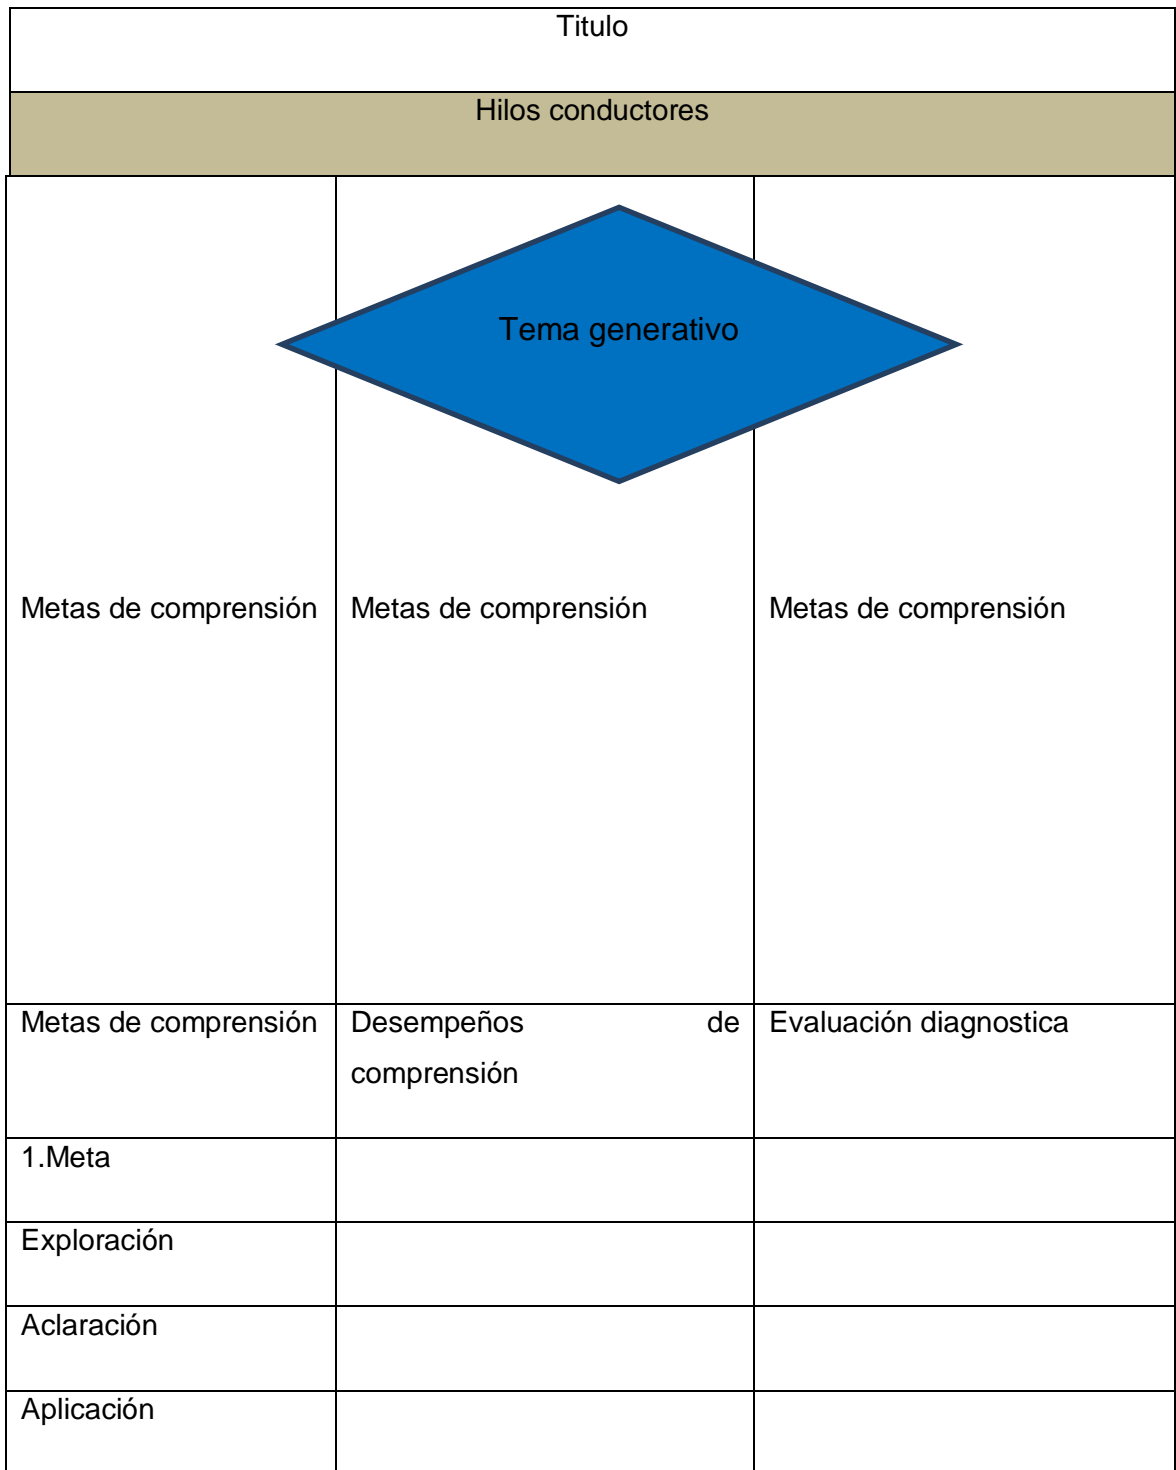 Titulo
Hilos conductores
Tema generativo
Metas de comprensión
Metas de comprensión
Metas de comprensión
Metas de comprensión
Desempeños de
comprensión
Evaluación diagnostica
1.Meta
Exploración
Aclaración
Aplicación